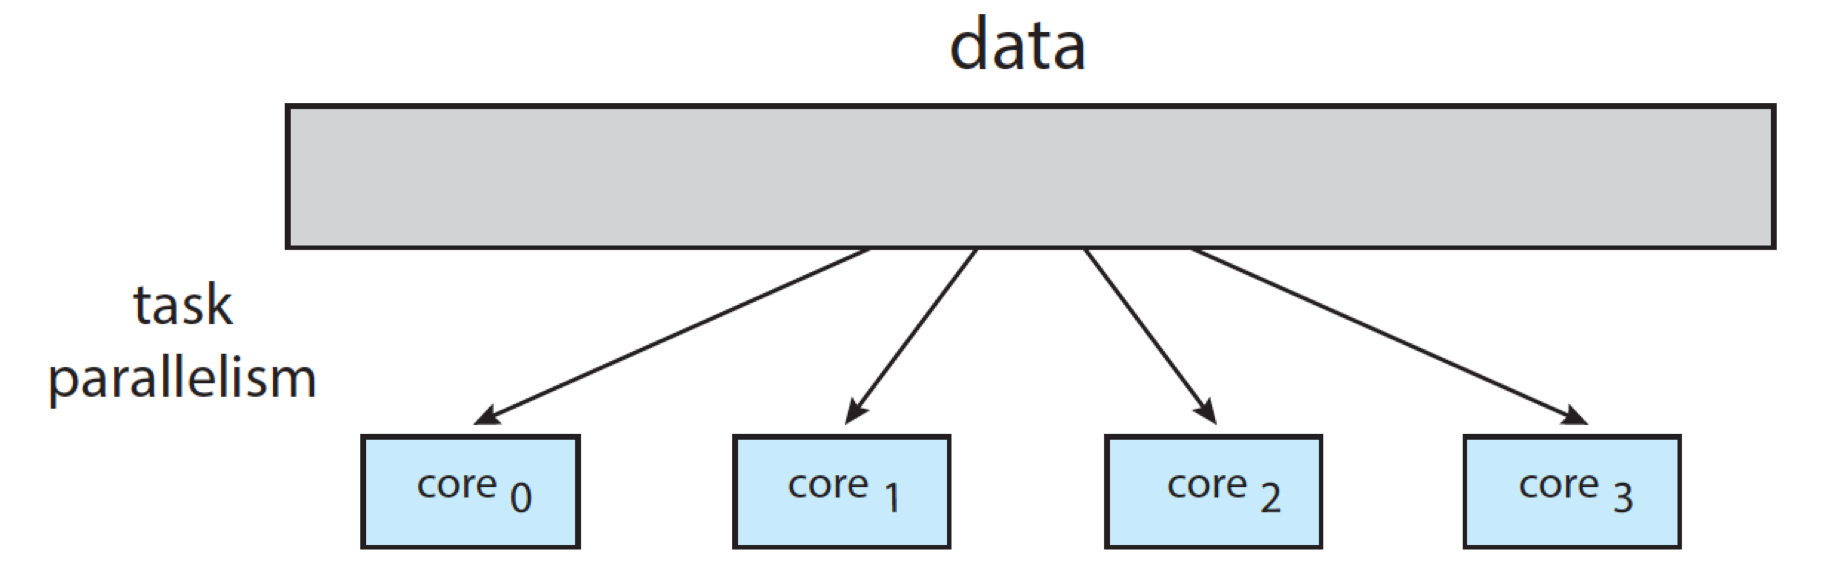 data
task
parallelism
core 0
core 1
core 2
core 3